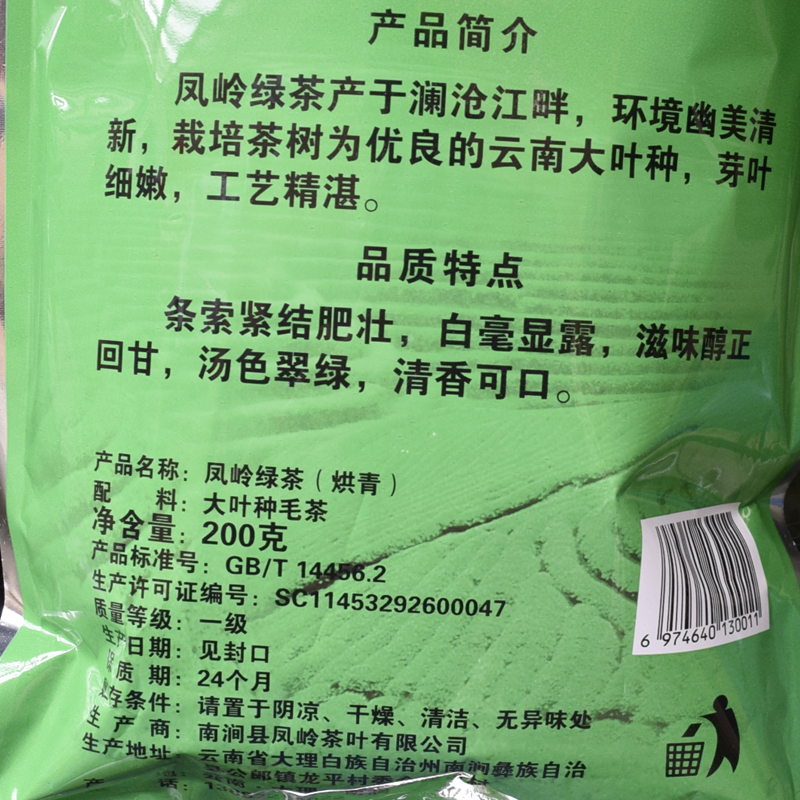 产品简介
凤岭绿茶产于澜沧江畔，环境幽美清
新，栽培茶树为优良的云南大叶种，芽叶
细嫩，工艺精湛。
品质特点
条索紧结肥壮，白毫显露，滋味醇正
回甘，汤色翠绿，清香可口。
产品名称：凤岭绿茶（烘青）
配 料：大叶种毛茶
净含量：200克
产品标准号：GB/T 14456.2
生产许可证编号：SC11453292600047
质量等级：一级
生产日期：见封口
保质期：24个月
贮存条件：请置于阴凉、干燥、清洁、无异味处
生 产 商：南涧县凤岭茶叶有限公司
生产地址：云南省大理白族自治州南涧彝族自治
县公郎镇龙平村委会
6 974640 130011